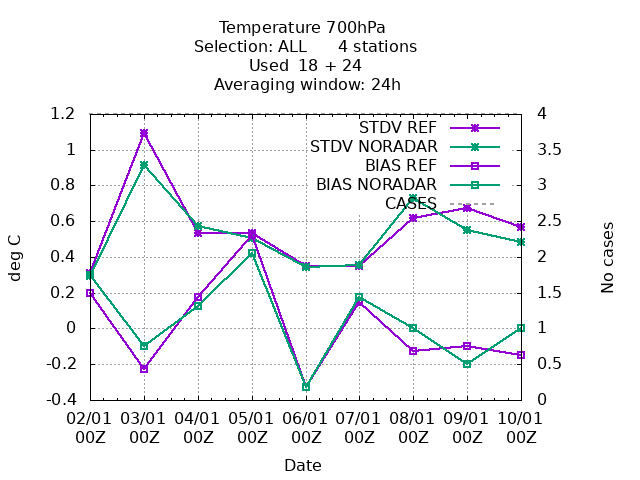 Temperature 700hPa
Selection: ALL 4 stations
Used 18 + 24
Averaging window: 24h
1.2
1
0.8
0.6
0.4
0.2
0
-0.2
-0.4
deg C
STDV REF
STDV NORADAR
BIAS REF
BIAS NORADAR
CASES
4
3.5
3
2.5
2
1.5
1
0.5
0
No cases
02/01 03/01 04/01 05/01 06/01 07/01 08/01 09/01 10/01
00Z 00Z 00Z 00Z 00Z 00Z 00Z 00Z 00Z
Date